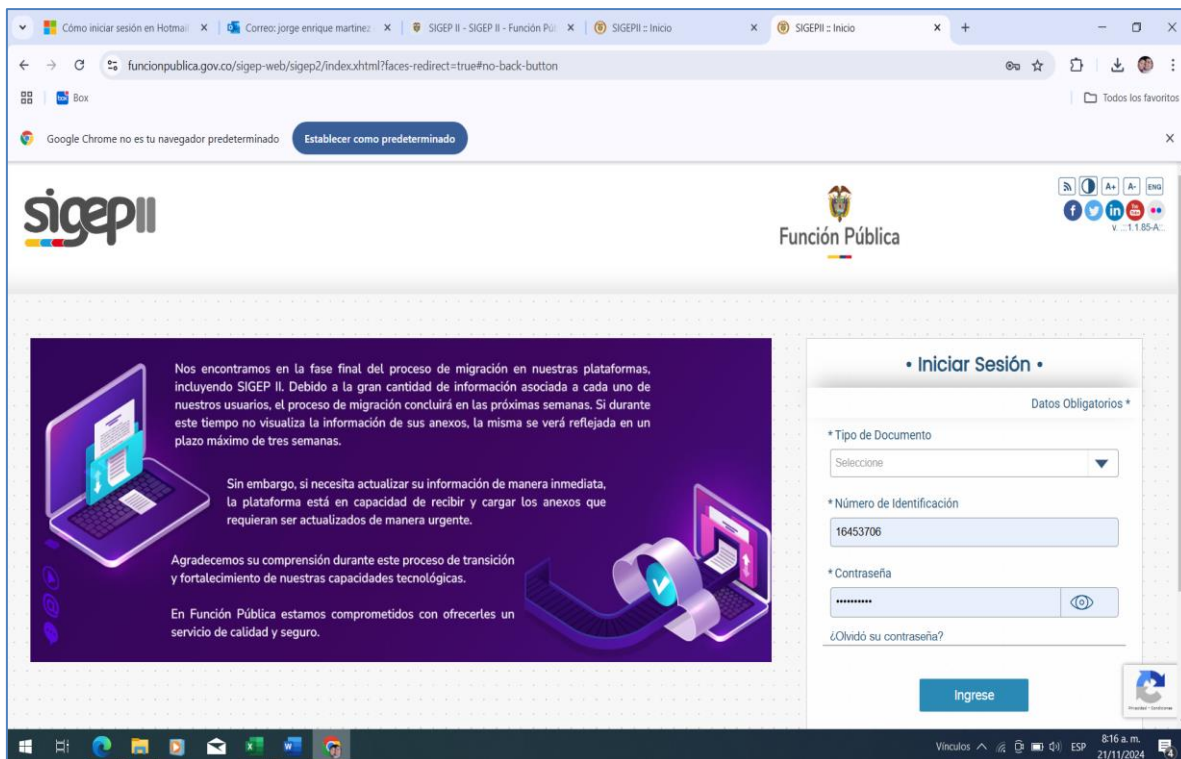 Cómo iniciar sesión en Hotmail
Correo: jorge enrique martinez
SIGEP II - SIGEP II - Función Púb
SIGEPII :: Inicio
SIGEPII :: Inicio
funcionpublica.gov.co/sigep-web/sigep2/index.xhtml?faces-redirect=true#no-back-button
box Box
Todos los favoritos
Google Chrome no es tu navegador predeterminado
Establecer como predeterminado
sigepII
Función Pública
A+ A- ENG
v. .::1.1.85-A::.
Nos encontramos en la fase final del proceso de migración en nuestras plataformas,
incluyendo SIGEP II. Debido a la gran cantidad de información asociada a cada uno de
nuestros usuarios, el proceso de migración concluirá en las próximas semanas. Si durante
este tiempo no visualiza la información de sus anexos, la misma se verá reflejada en un
plazo máximo de tres semanas.
Sin embargo, si necesita actualizar su información de manera inmediata,
la plataforma está en capacidad de recibir y cargar los anexos que
requieran ser actualizados de manera urgente.
Agradecemos su comprensión durante este proceso de transición
y fortalecimiento de nuestras capacidades tecnológicas.
En Función Pública estamos comprometidos con ofrecerles un
servicio de calidad y seguro.
• Iniciar Sesión •
Datos Obligatorios *
* Tipo de Documento
Seleccione
* Número de Identificación
16453706
* Contraseña
••••••••••
¿Olvidó su contraseña?
Ingrese
Privacidad - Condiciones
Vínculos
ESP
8:16 a. m.
21/11/2024
4